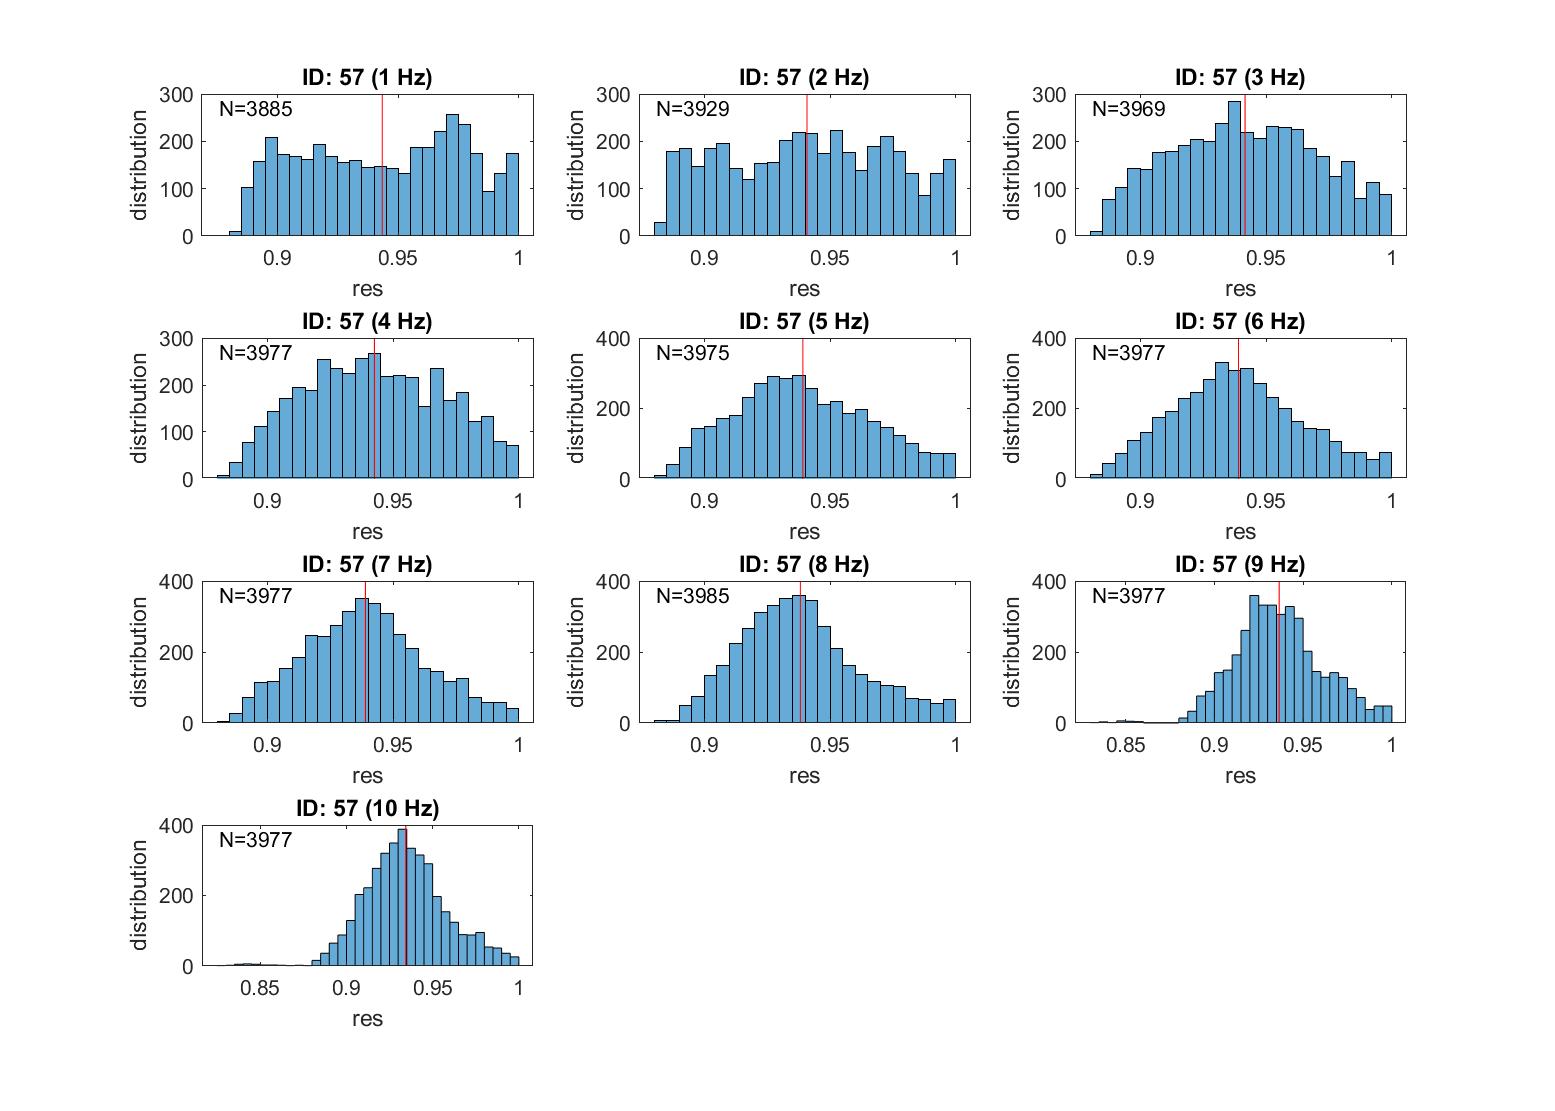 ID: 57 (1 Hz)
N=3885
distribution
300
200
100
0
0.9 0.95 1
res
ID: 57 (2 Hz)
N=3929
distribution
300
200
100
0
0.9 0.95 1
res
ID: 57 (3 Hz)
N=3969
distribution
300
200
100
0
0.9 0.95 1
res
ID: 57 (4 Hz)
N=3977
distribution
300
200
100
0
0.9 0.95 1
res
ID: 57 (5 Hz)
N=3975
distribution
400
200
0
0.9 0.95 1
res
ID: 57 (6 Hz)
N=3977
distribution
400
200
0
0.9 0.95 1
res
ID: 57 (7 Hz)
N=3977
distribution
400
200
0
0.9 0.95 1
res
ID: 57 (8 Hz)
N=3985
distribution
400
200
0
0.9 0.95 1
res
ID: 57 (9 Hz)
N=3977
distribution
400
200
0
0.85 0.9 0.95 1
res
ID: 57 (10 Hz)
N=3977
distribution
400
200
0
0.85 0.9 0.95 1
res